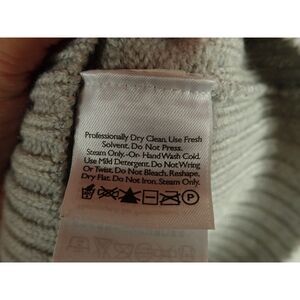 Professionally Dry Clean, Use Fresh
Solvent. Do Not Press.
Steam Only.-Or-Hand Wash Cold.
Use Mild Detergent. Do Not Wring
Or Twist. Do Not Bleach, Reshape,
Dry Flat. Do Not Iron. Steam Only.
P